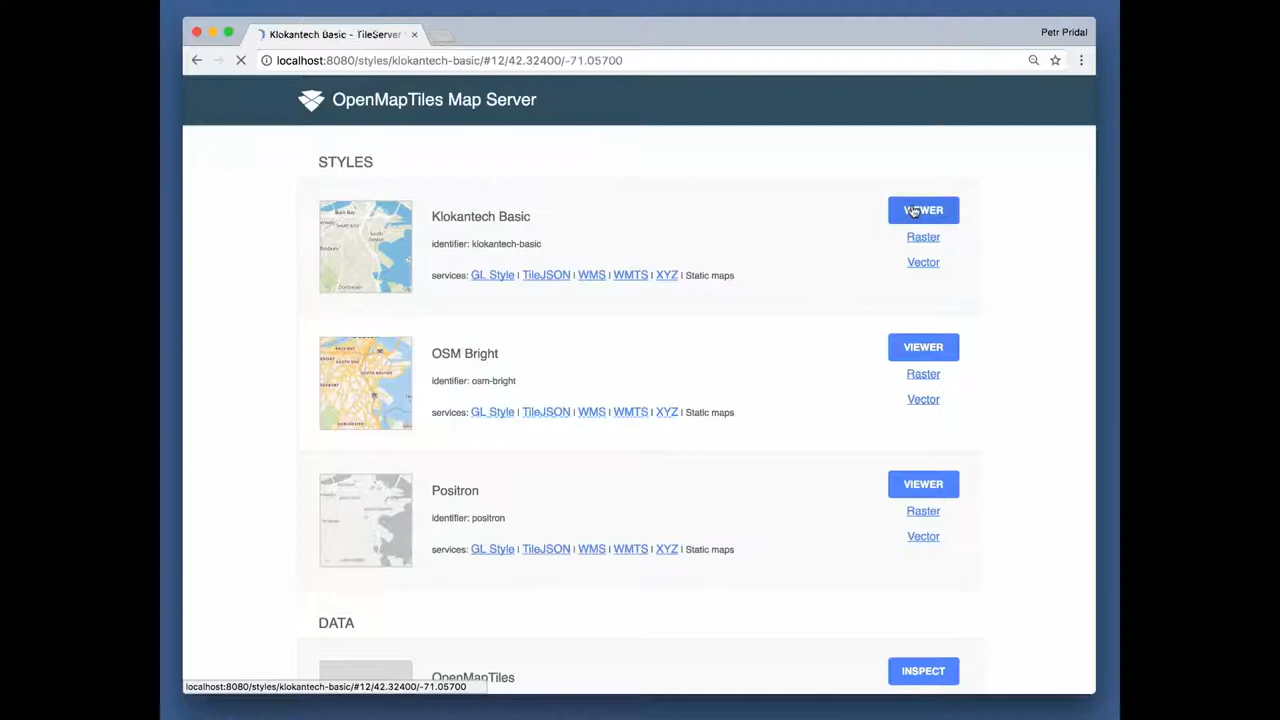 Klokantech Basic - TileServer
Petr Pridal
localhost:8080/styles/klokantech-basic/#12/42.32400/-71.05700
OpenMapTiles Map Server
STYLES
Klokantech Basic
identifier: klokantech-basic
services: GL Style | TileJSON | WMS | WMTS | XYZ | Static maps
VIEWER
Raster
Vector
OSM Bright
identifier: osm-bright
services: GL Style | TileJSON | WMS | WMTS | XYZ | Static maps
VIEWER
Raster
Vector
Positron
identifier: positron
services: GL Style | TileJSON | WMS | WMTS | XYZ | Static maps
VIEWER
Raster
Vector
DATA
OpenMapTiles
INSPECT
localhost:8080/styles/klokantech-basic/#12/42.32400/-71.05700